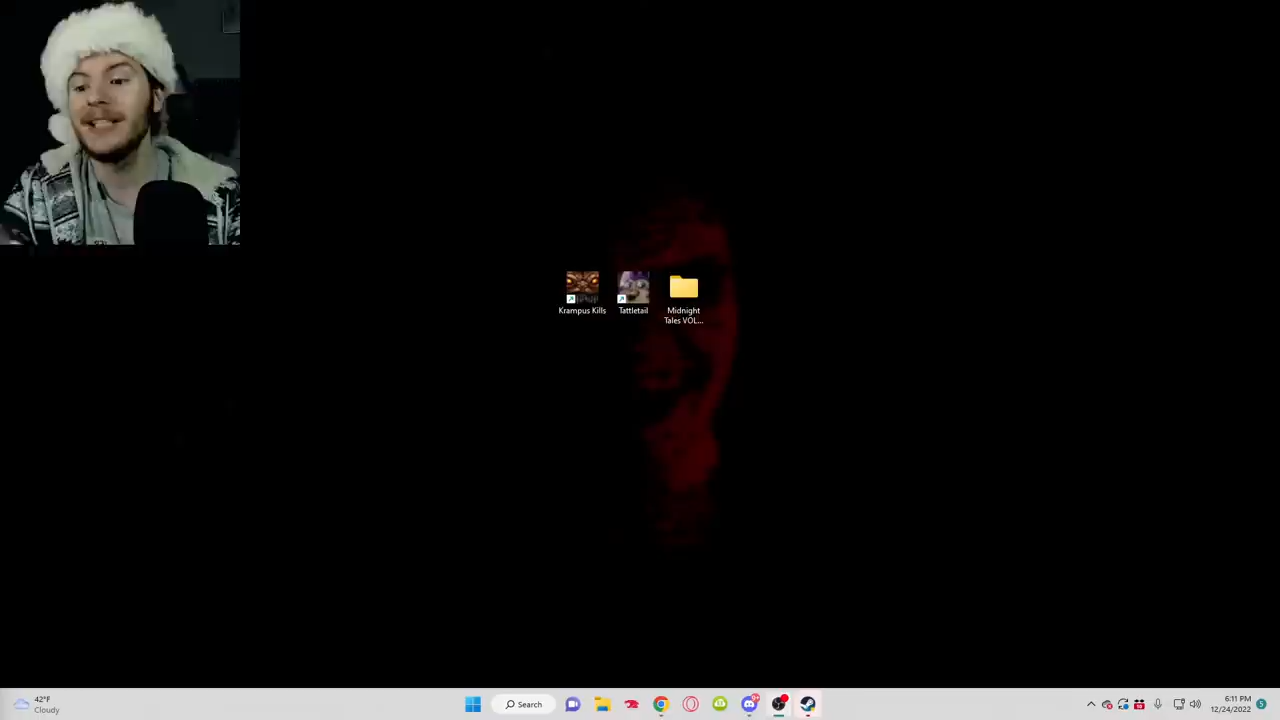 Krampus Kills
Tattletail
Midnight
Tales VOL...
42°F
Cloudy
Search
6:11 PM
12/24/2022